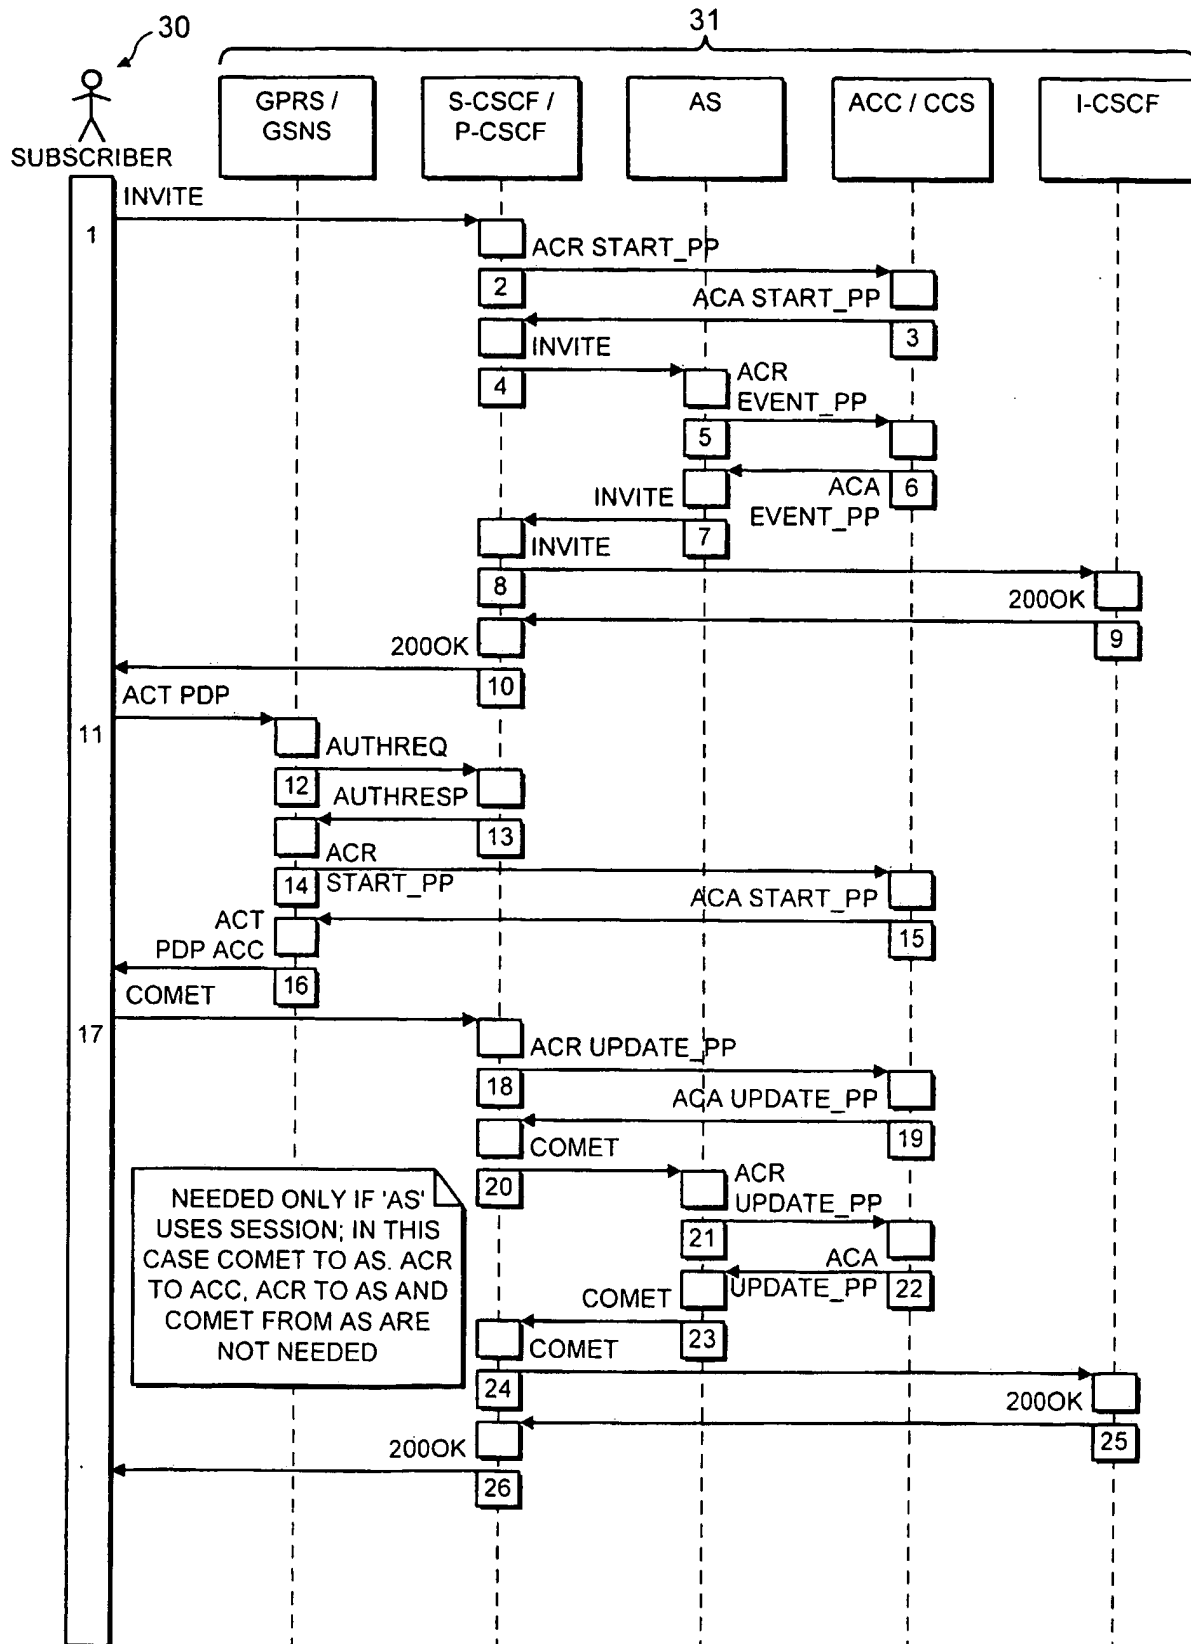 30
31
SUBSCRIBER
GPRS /
GSNS
S-CSCF /
P-CSCF
AS
ACC / CCS
I-CSCF
INVITE
1
ACR START_PP
2
ACA START_PP
3
INVITE
4
ACR
EVENT_PP
5
ACA
EVENT_PP
6
INVITE
7
INVITE
8
200OK
9
200OK
10
ACT PDP
11
AUTHREQ
12
AUTHRESP
13
ACR
START_PP
14
ACA START_PP
15
ACT
PDP ACC
16
COMET
17
ACR UPDATE_PP
18
ACA UPDATE_PP
19
COMET
20
ACR
UPDATE_PP
21
ACA
UPDATE_PP
22
COMET
23
COMET
24
200OK
25
200OK
26
NEEDED ONLY IF 'AS'
USES SESSION; IN THIS
CASE COMET TO AS. ACR
TO ACC, ACR TO AS AND
COMET FROM AS ARE
NOT NEEDED